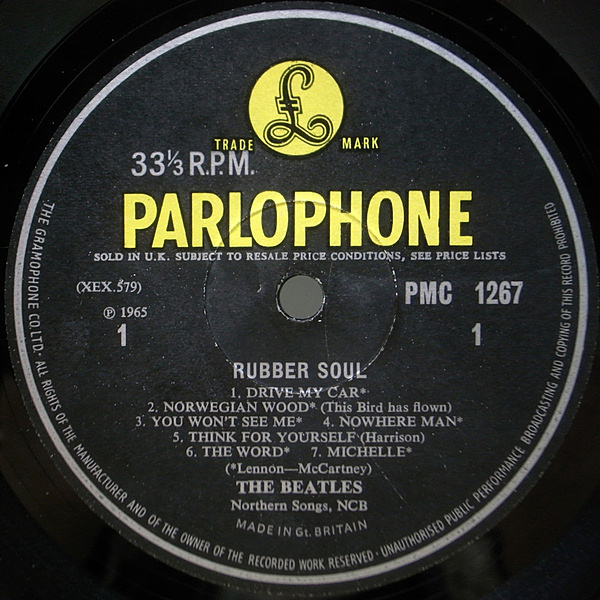 £
TRADE MARK
33⅓ R.P.M.
PARLOPHONE
SOLD IN U.K. SUBJECT TO RESALE PRICE CONDITIONS, SEE PRICE LISTS
(XEX.579)
PMC 1267
℗ 1965
1
1
RUBBER SOUL
1. DRIVE MY CAR*
2. NORWEGIAN WOOD* (This Bird has flown)
3. YOU WON'T SEE ME* 4. NOWHERE MAN*
5. THINK FOR YOURSELF (Harrison)
6. THE WORD* 7. MICHELLE*
(*Lennon—McCartney)
THE BEATLES
Northern Songs, NCB
MADE IN Gt. BRITAIN
THE GRAMOPHONE CO. LTD. · ALL RIGHTS OF THE MANUFACTURER AND OF THE OWNER OF THE RECORDED WORK RESERVED · UNAUTHORISED PUBLIC PERFORMANCE BROADCASTING AND COPYING OF THIS RECORD PROHIBITED